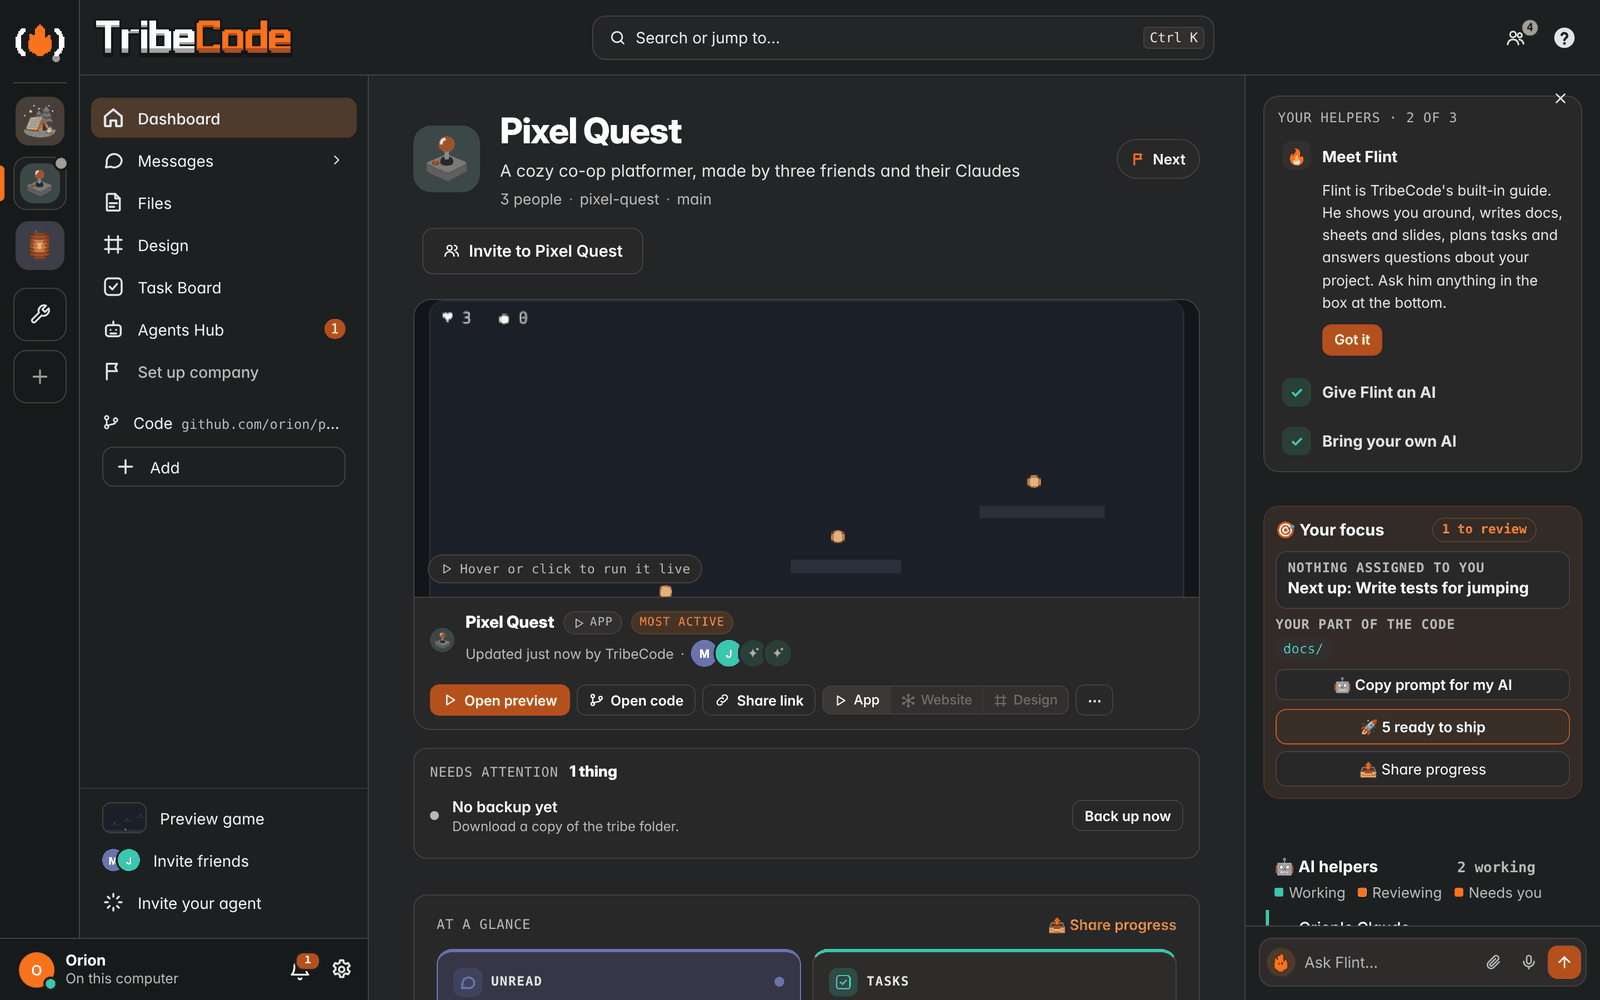 TribeCode
Search or jump to...
Ctrl K
4
Dashboard
Messages
Files
Design
Task Board
Agents Hub
1
Set up company
Code github.com/orion/p...
Add
Preview game
M J Invite friends
Invite your agent
O
Orion
On this computer
1
Pixel Quest
A cozy co-op platformer, made by three friends and their Claudes
3 people · pixel-quest · main
Next
Invite to Pixel Quest
3 0
Hover or click to run it live
Pixel Quest APP MOST ACTIVE
Updated just now by TribeCode · M J
Open preview Open code Share link App Website Design ...
NEEDS ATTENTION 1 thing
No backup yet
Download a copy of the tribe folder.
Back up now
AT A GLANCE
Share progress
UNREAD
TASKS
YOUR HELPERS · 2 OF 3
Meet Flint
Flint is TribeCode's built-in guide.
He shows you around, writes docs,
sheets and slides, plans tasks and
answers questions about your
project. Ask him anything in the
box at the bottom.
Got it
Give Flint an AI
Bring your own AI
Your focus
1 to review
NOTHING ASSIGNED TO YOU
Next up: Write tests for jumping
YOUR PART OF THE CODE
docs/
Copy prompt for my AI
5 ready to ship
Share progress
AI helpers 2 working
Working Reviewing Needs you
Orion's Claude
Ask Flint...